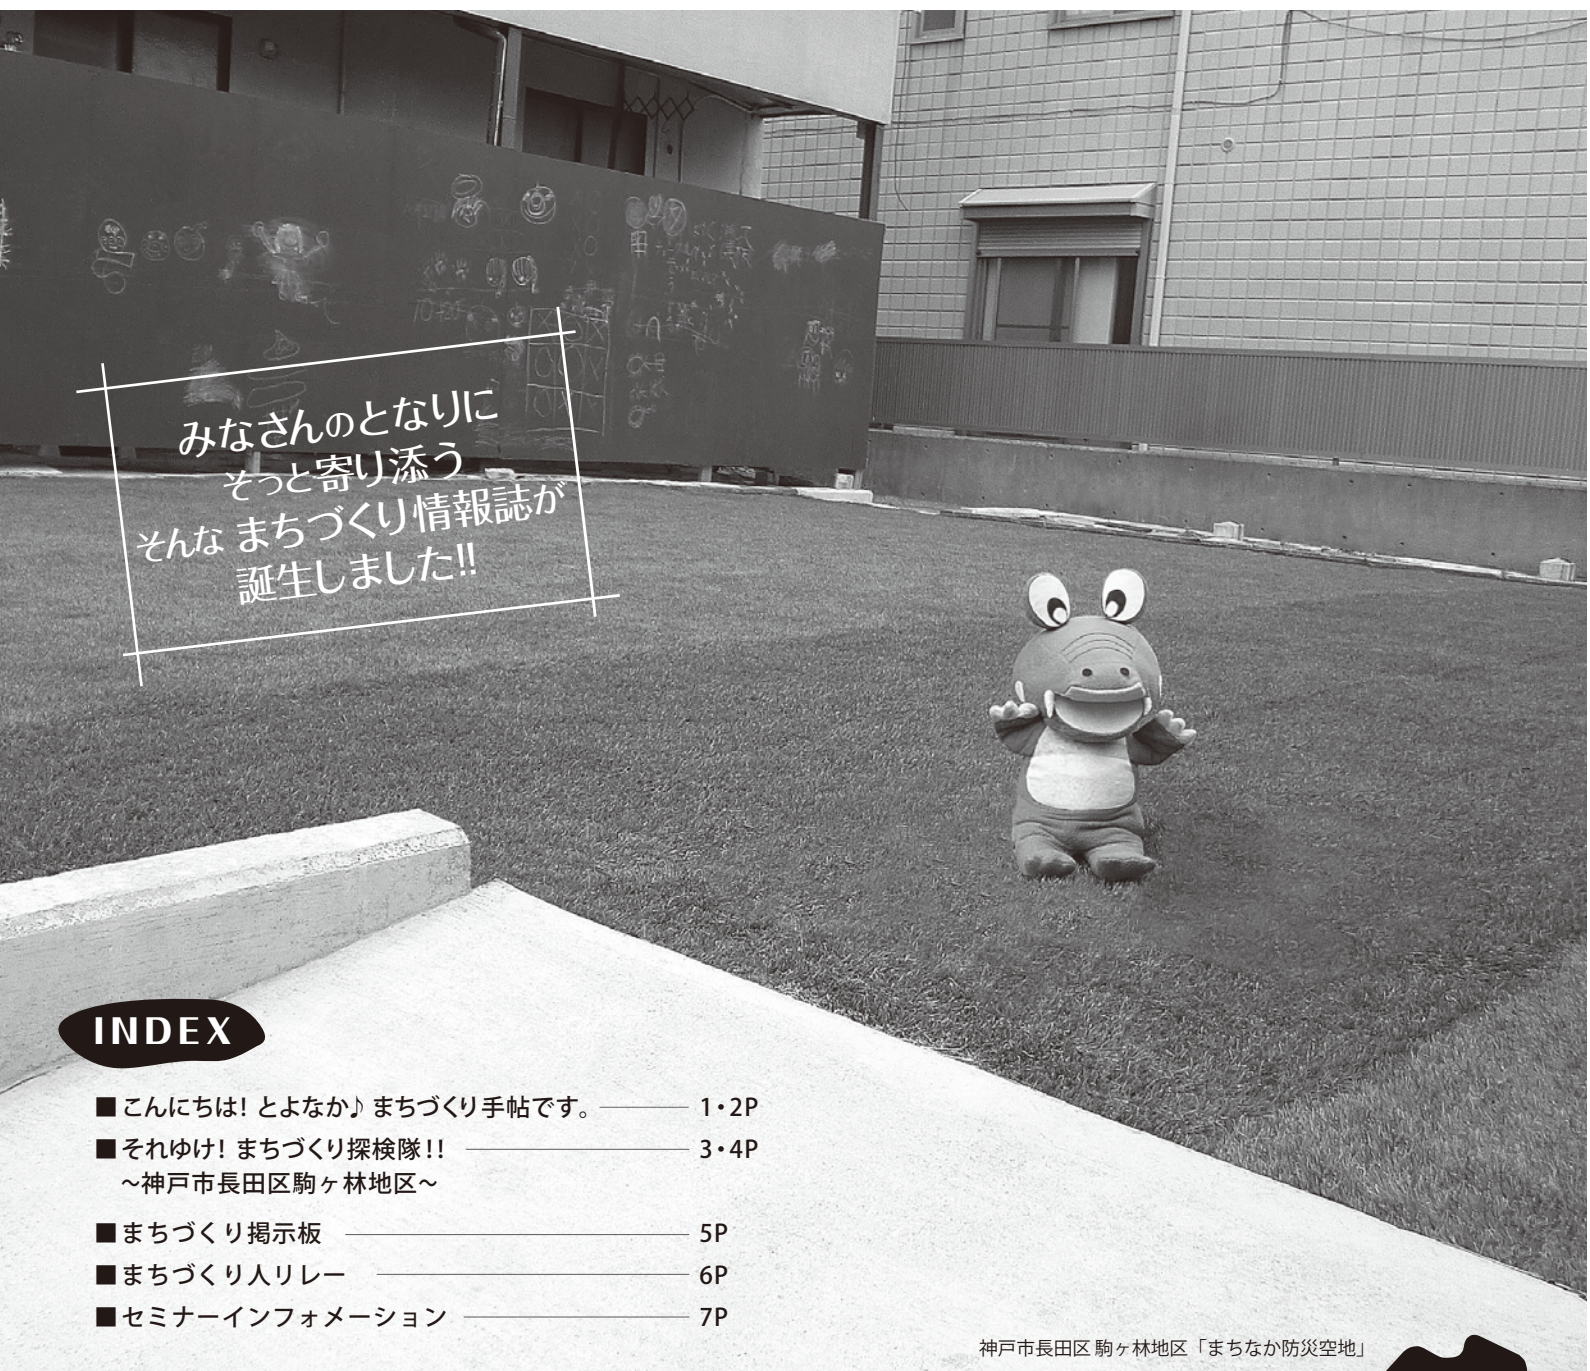 みなさんのとなりに
そっと寄り添う
そんな まちづくり情報誌が
誕生しました!!
INDEX
■こんにちは! とよなか♪ まちづくり手帖です。 1・2P
■それゆけ! まちづくり探検隊!! 3・4P
～神戸市長田区駒ヶ林地区～
■まちづくり掲示板 5P
■まちづくり人リレー 6P
■セミナーインフォメーション 7P
神戸市長田区 駒ヶ林地区「まちなか防災空地」